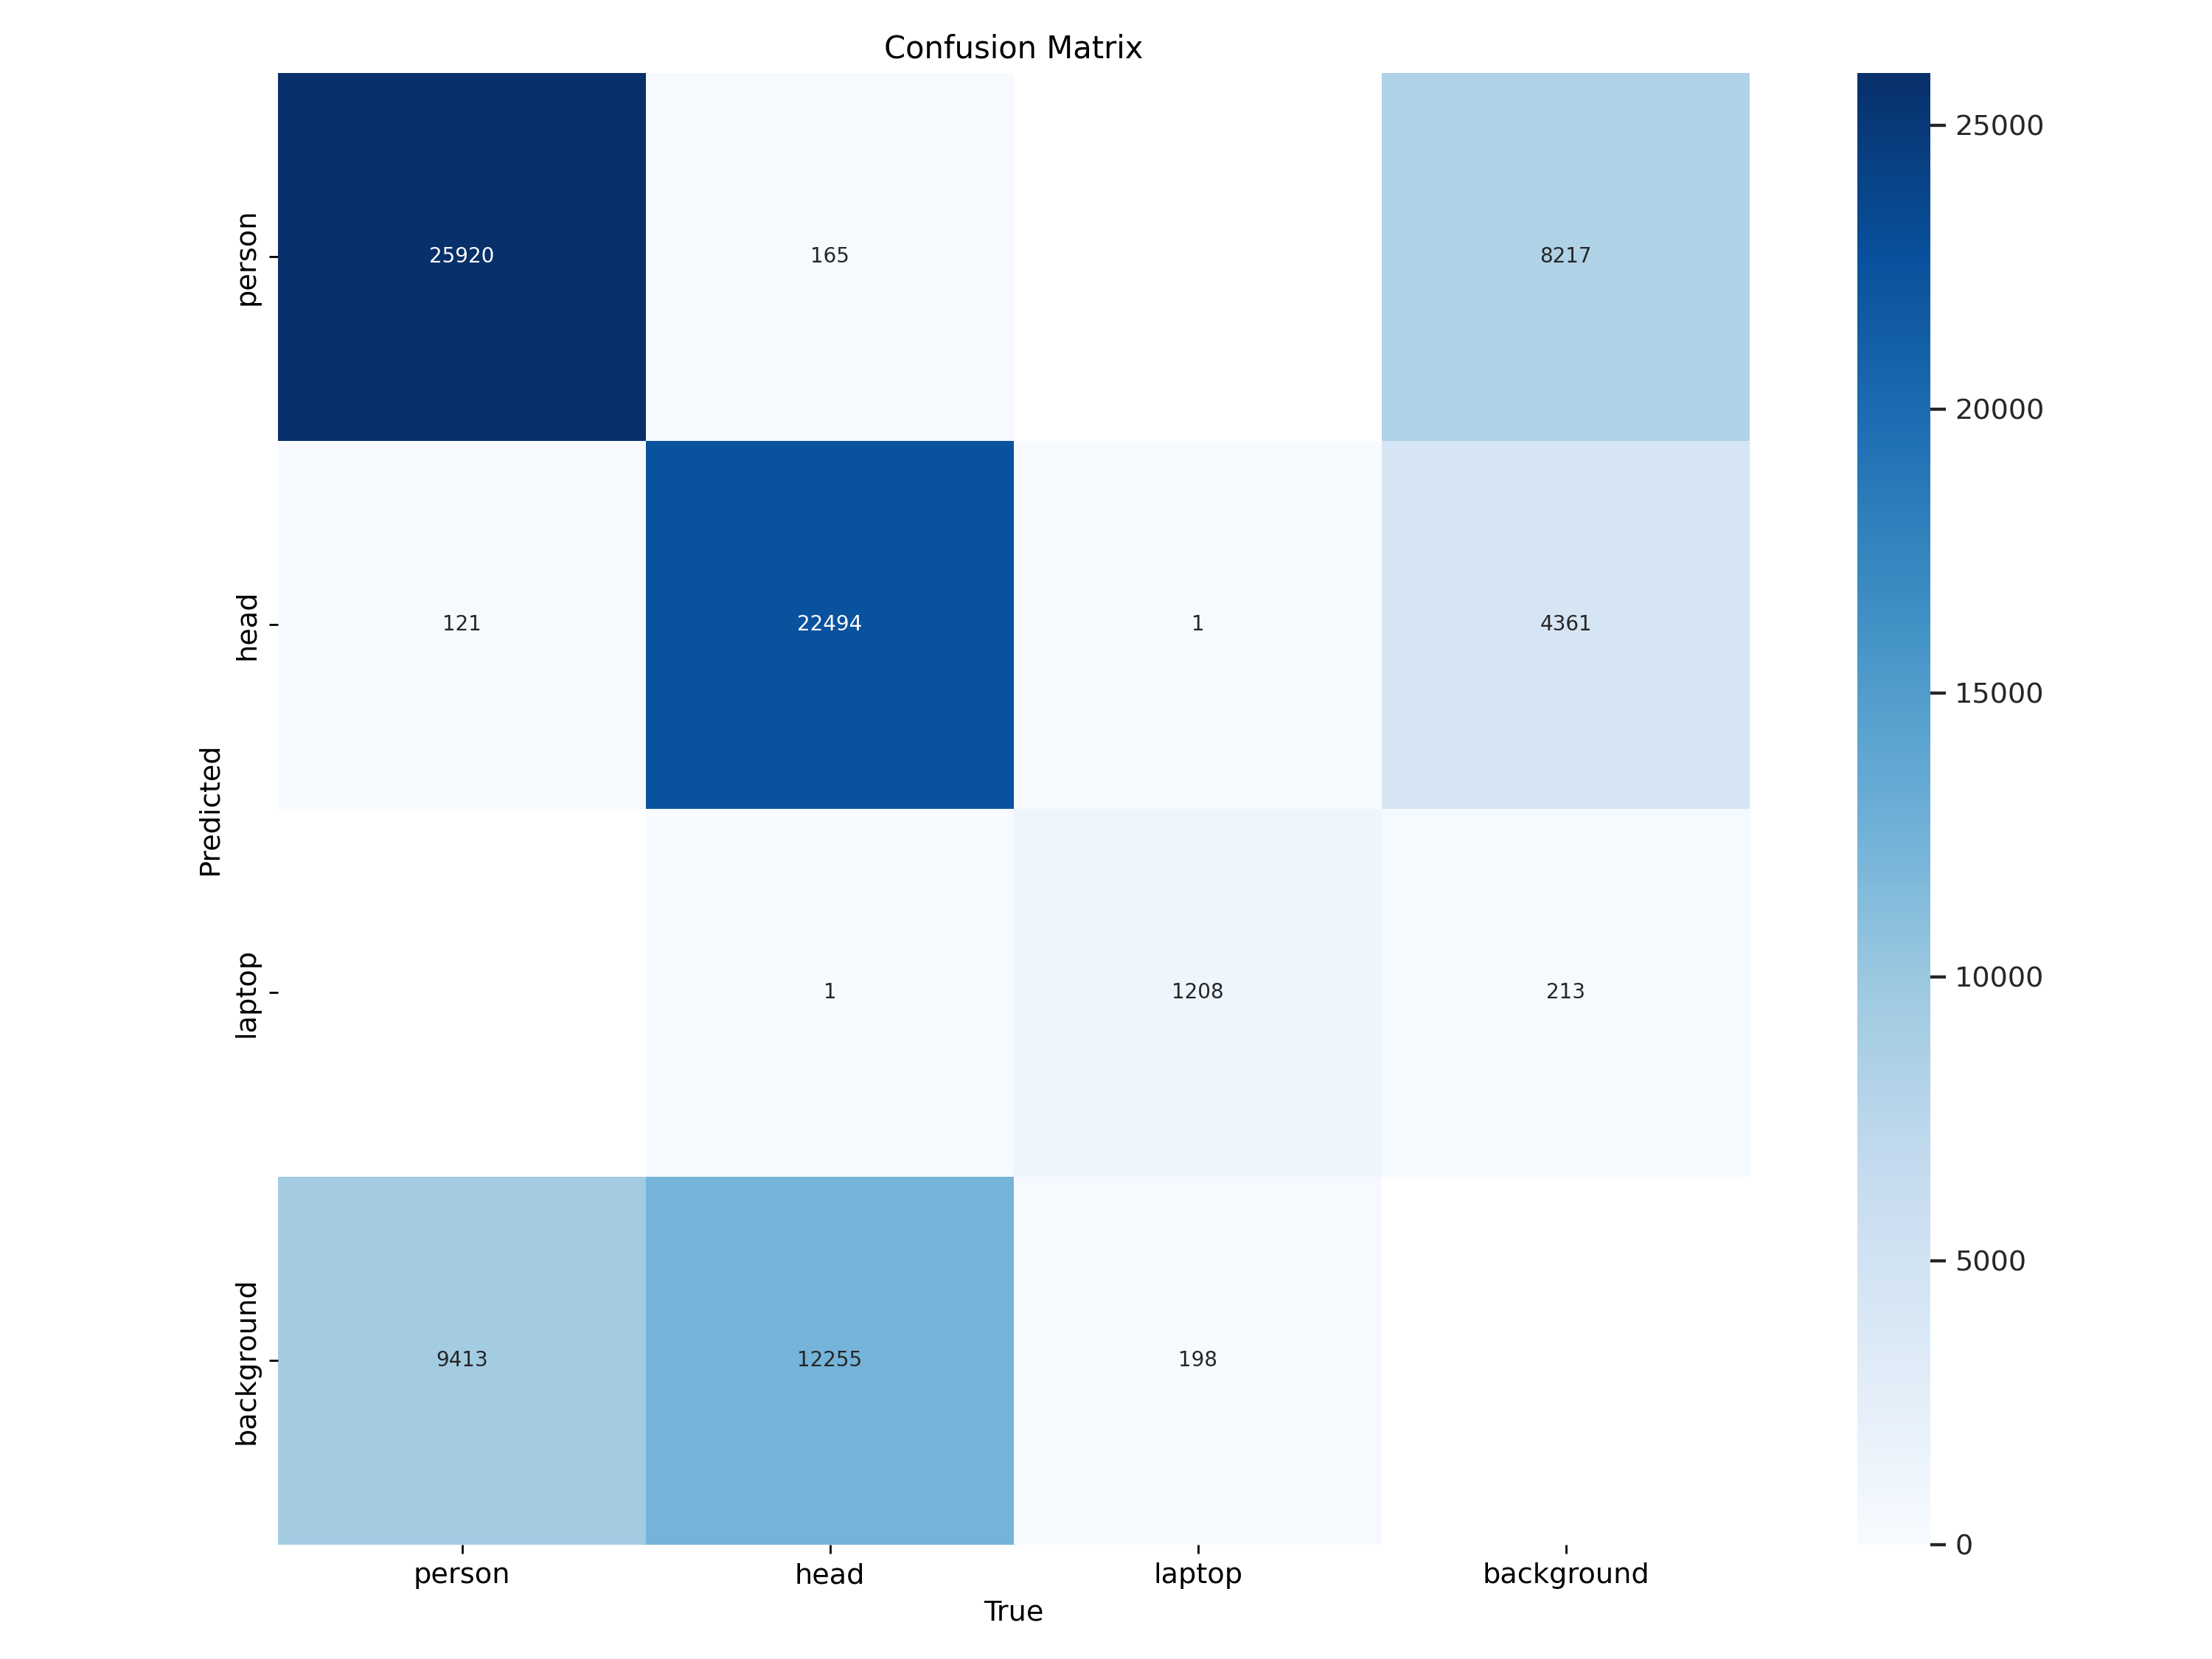 Confusion Matrix
person
25920
165
8217
head
121
22494
1
4361
laptop
1
1208
213
background
9413
12255
198
person
head
laptop
background
True
Predicted
25000
20000
15000
10000
5000
0